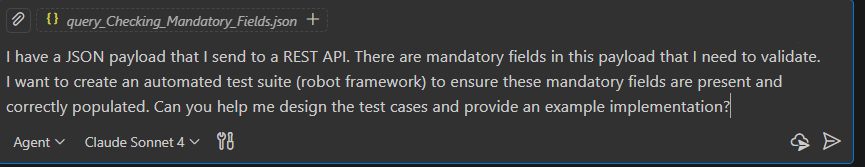 {} query_Checking_Mandatory_Fields.json +
I have a JSON payload that I send to a REST API. There are mandatory fields in this payload that I need to validate.
I want to create an automated test suite (robot framework) to ensure these mandatory fields are present and
correctly populated. Can you help me design the test cases and provide an example implementation?
Agent Claude Sonnet 4